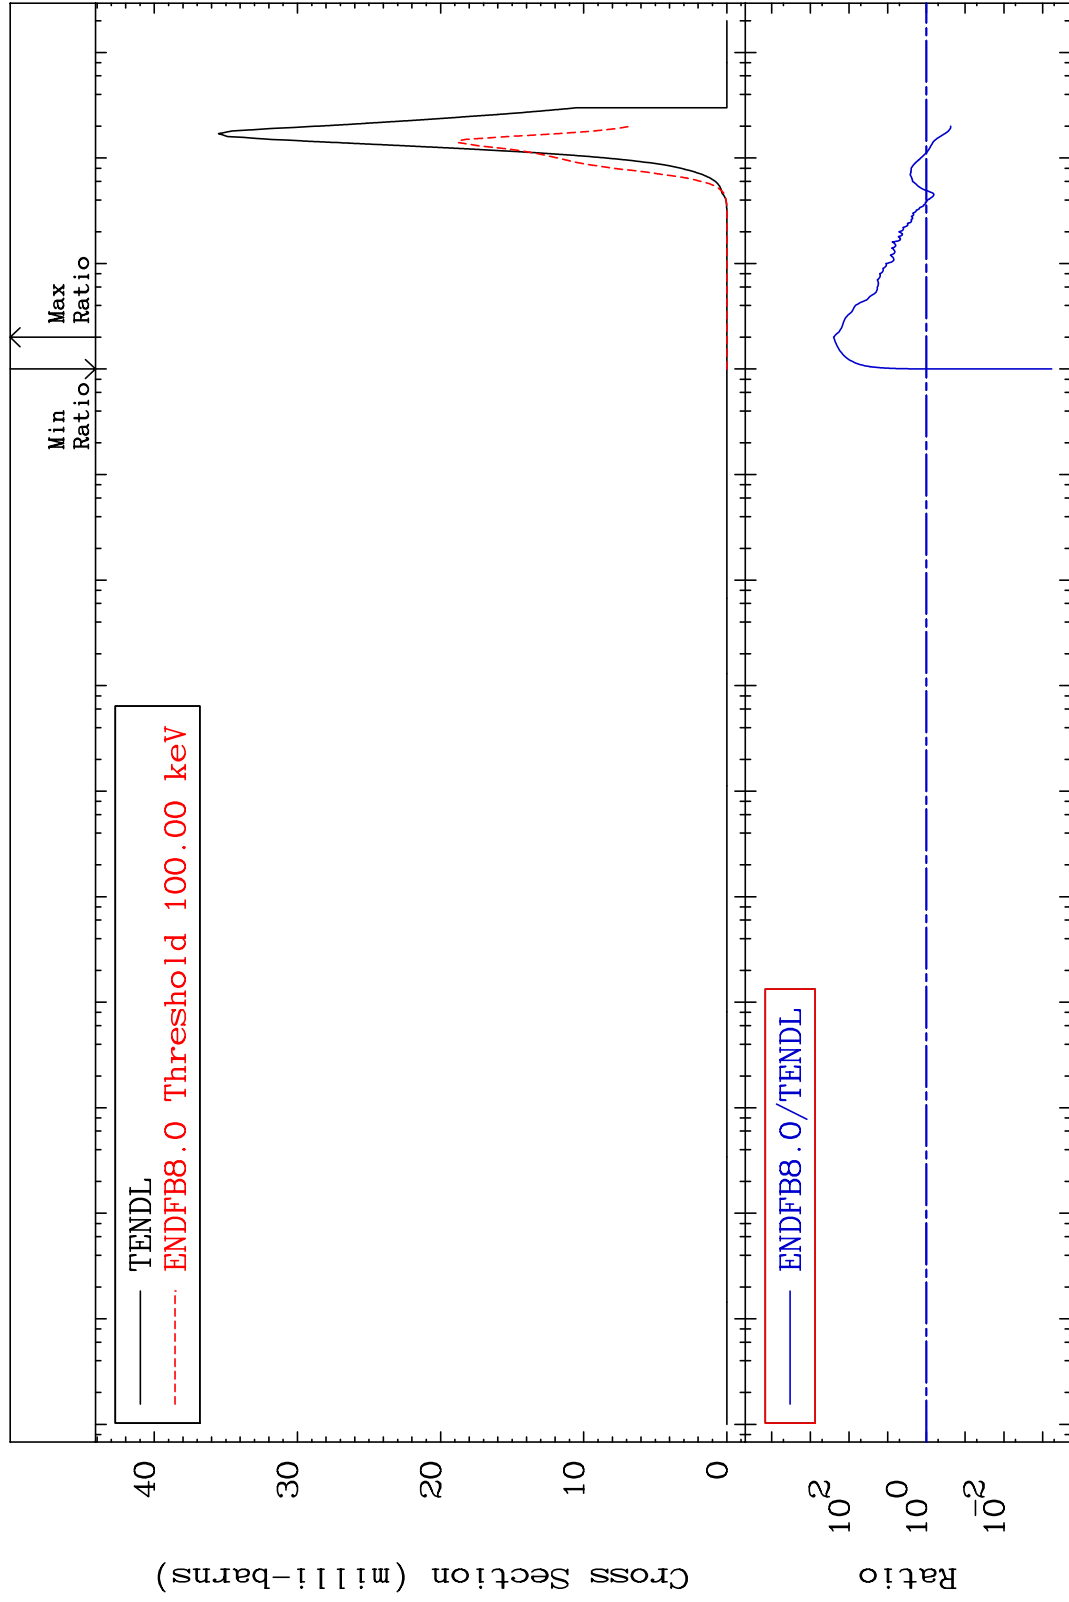 Min
Ratio
Max
Ratio
TENDL
ENDFB8.0 Threshold 100.00 keV
40
30
20
10
0
Cross Section (milli-barns)
ENDFB8.0/TENDL
10 2
10 0
10 -2
Ratio